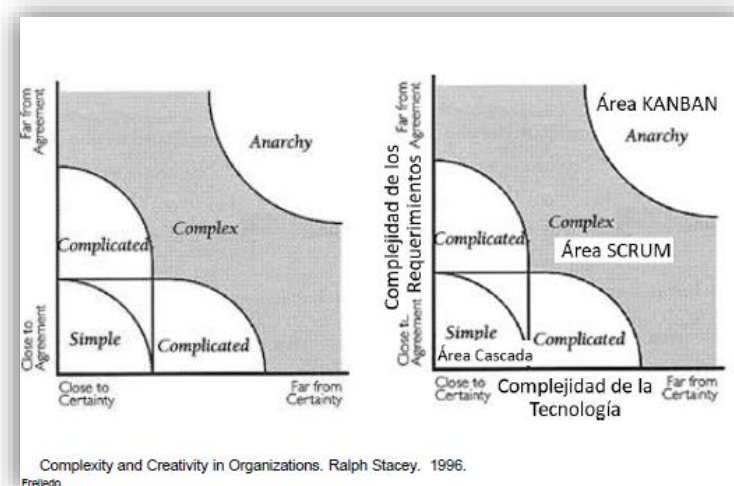 Far from
Agreement
Anarchy
Complex
Complicated
Simple
Complicated
Close to
Agreement
Close to
Certainty
Far from
Certainty
Far from
Agreement
Área KANBAN
Anarchy
Complejidad de los
Requerimientos
Complex
Área SCRUM
Complicated
Simple
Área Cascada
Complicated
Close t
Agreement
Close to
Certainty
Far from
Certainty
Complejidad de la
Tecnología
Complexity and Creativity in Organizations. Ralph Stacey. 1996.